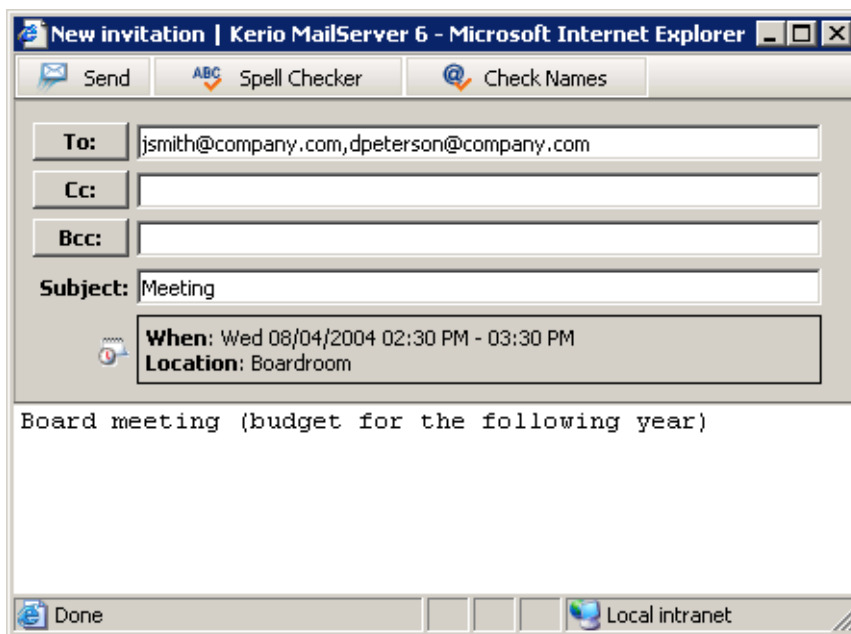 New invitation | Kerio MailServer 6 - Microsoft Internet Explorer
Send ABC Spell Checker Check Names
To: jsmith@company.com,dpeterson@company.com
Cc:
Bcc:
Subject: Meeting
When: Wed 08/04/2004 02:30 PM - 03:30 PM
Location: Boardroom
Board meeting (budget for the following year)
Done Local intranet